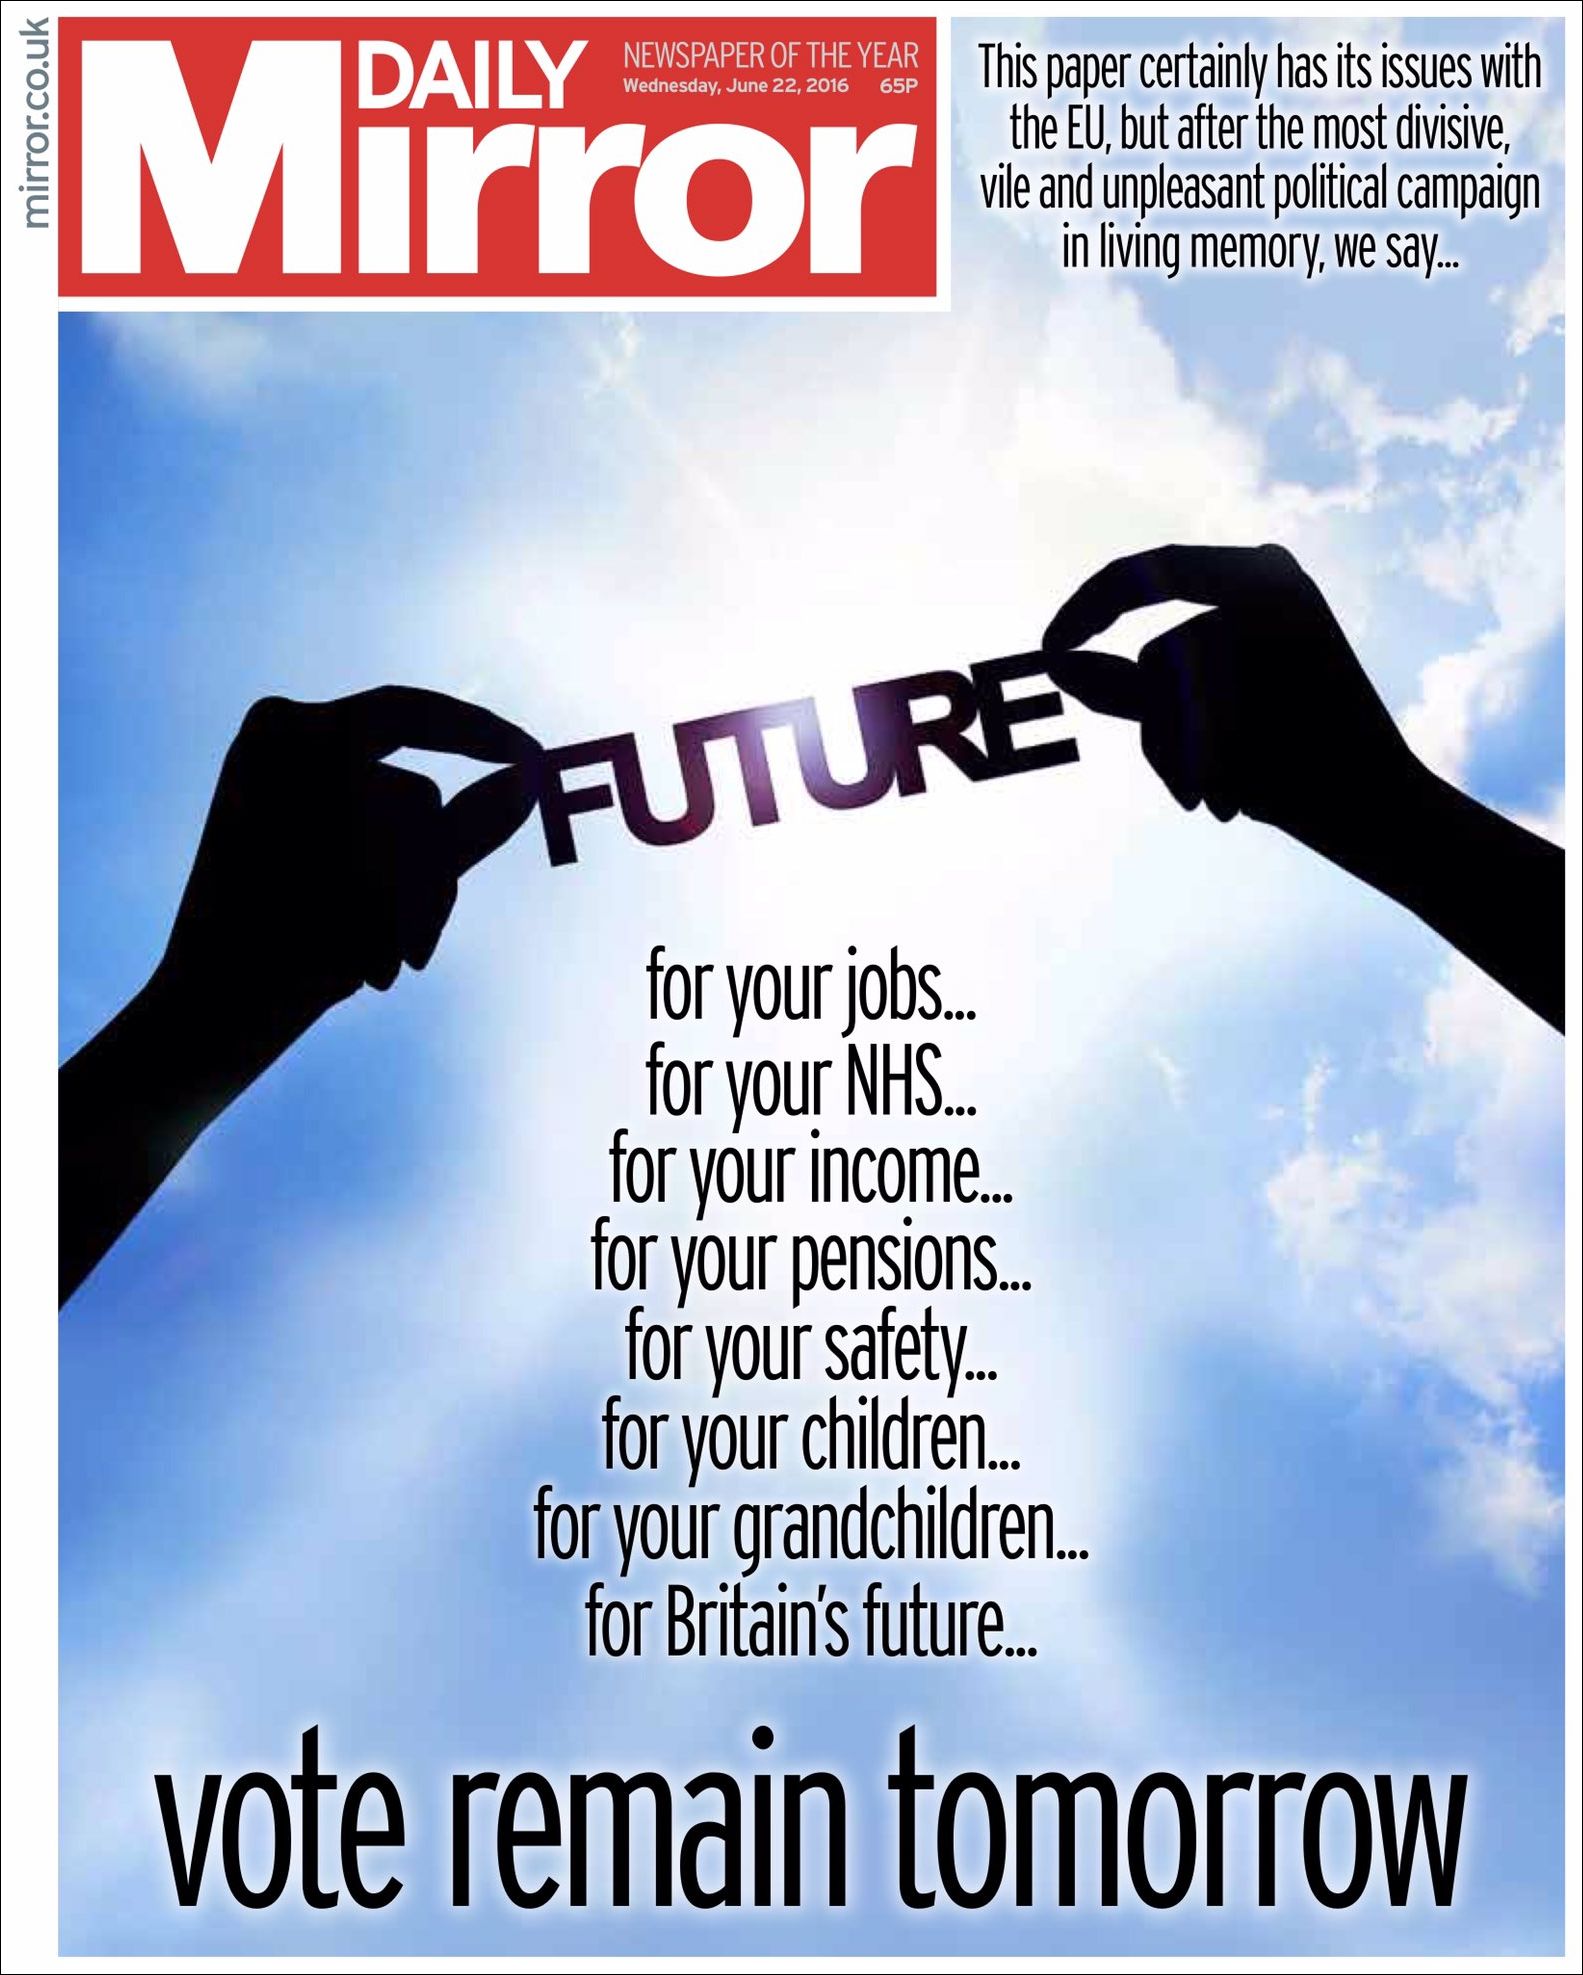 mirror.co.uk
DAILY
Mirror
NEWSPAPER OF THE YEAR
Wednesday, June 22, 2016 65P
This paper certainly has its issues with
the EU, but after the most divisive,
vile and unpleasant political campaign
in living memory, we say...
FUTURE
for your jobs...
for your NHS...
for your income...
for your pensions...
for your safety...
for your children...
for your grandchildren...
for Britain's future...
vote remain tomorrow